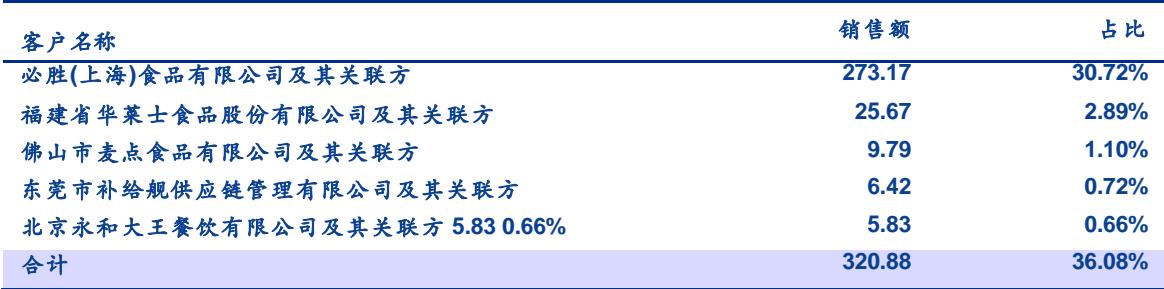 客户名称 销售额 占比
必胜(上海)食品有限公司及其关联方 273.17 30.72%
福建省华莱士食品股份有限公司及其关联方 25.67 2.89%
佛山市麦点食品有限公司及其关联方 9.79 1.10%
东莞市补给舰供应链管理有限公司及其关联方 6.42 0.72%
北京永和大王餐饮有限公司及其关联方 5.83 0.66% 5.83 0.66%
合计 320.88 36.08%